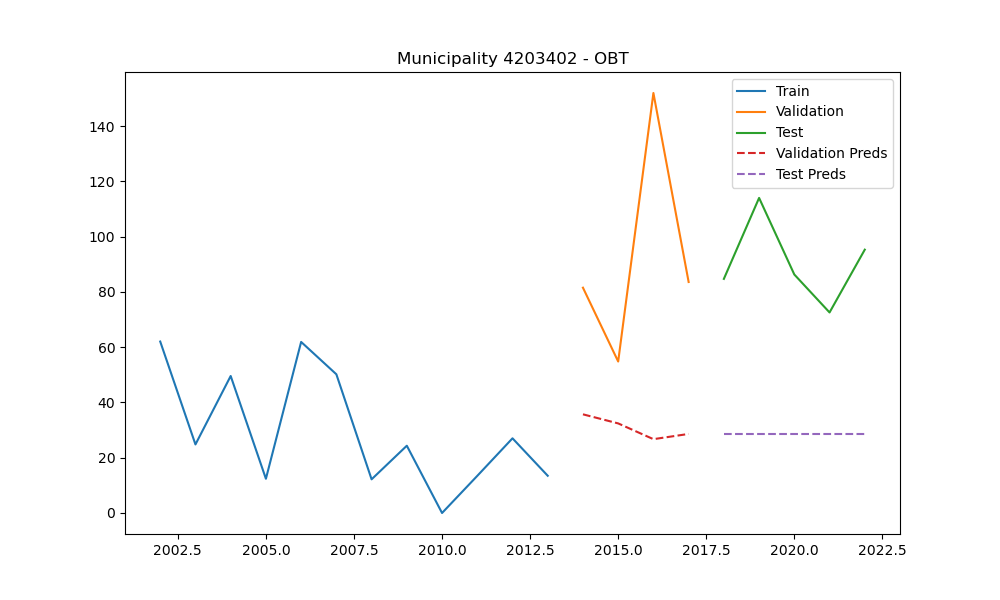 Municipality 4203402 - OBT
Train
Validation
Test
Validation Preds
Test Preds
140
120
100
80
60
40
20
0
2002.5 2005.0 2007.5 2010.0 2012.5 2015.0 2017.5 2020.0 2022.5